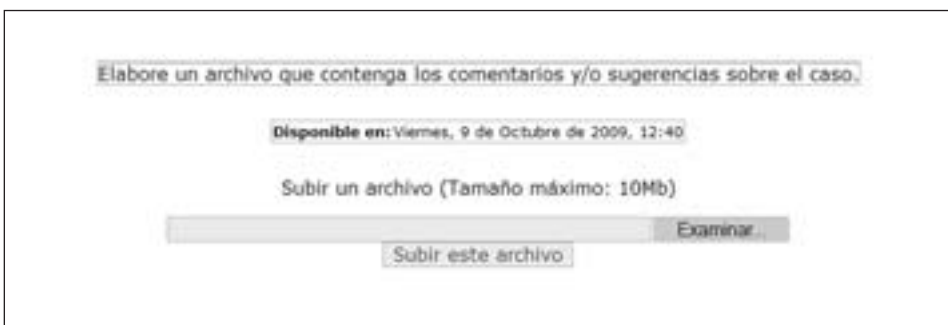 Elabore un archivo que contenga los comentarios y/o sugerencias sobre el caso.
Disponible en: Viernes, 9 de Octubre de 2009, 12:40
Subir un archivo (Tamaño máximo: 10Mb)
Examinar...
Subir este archivo